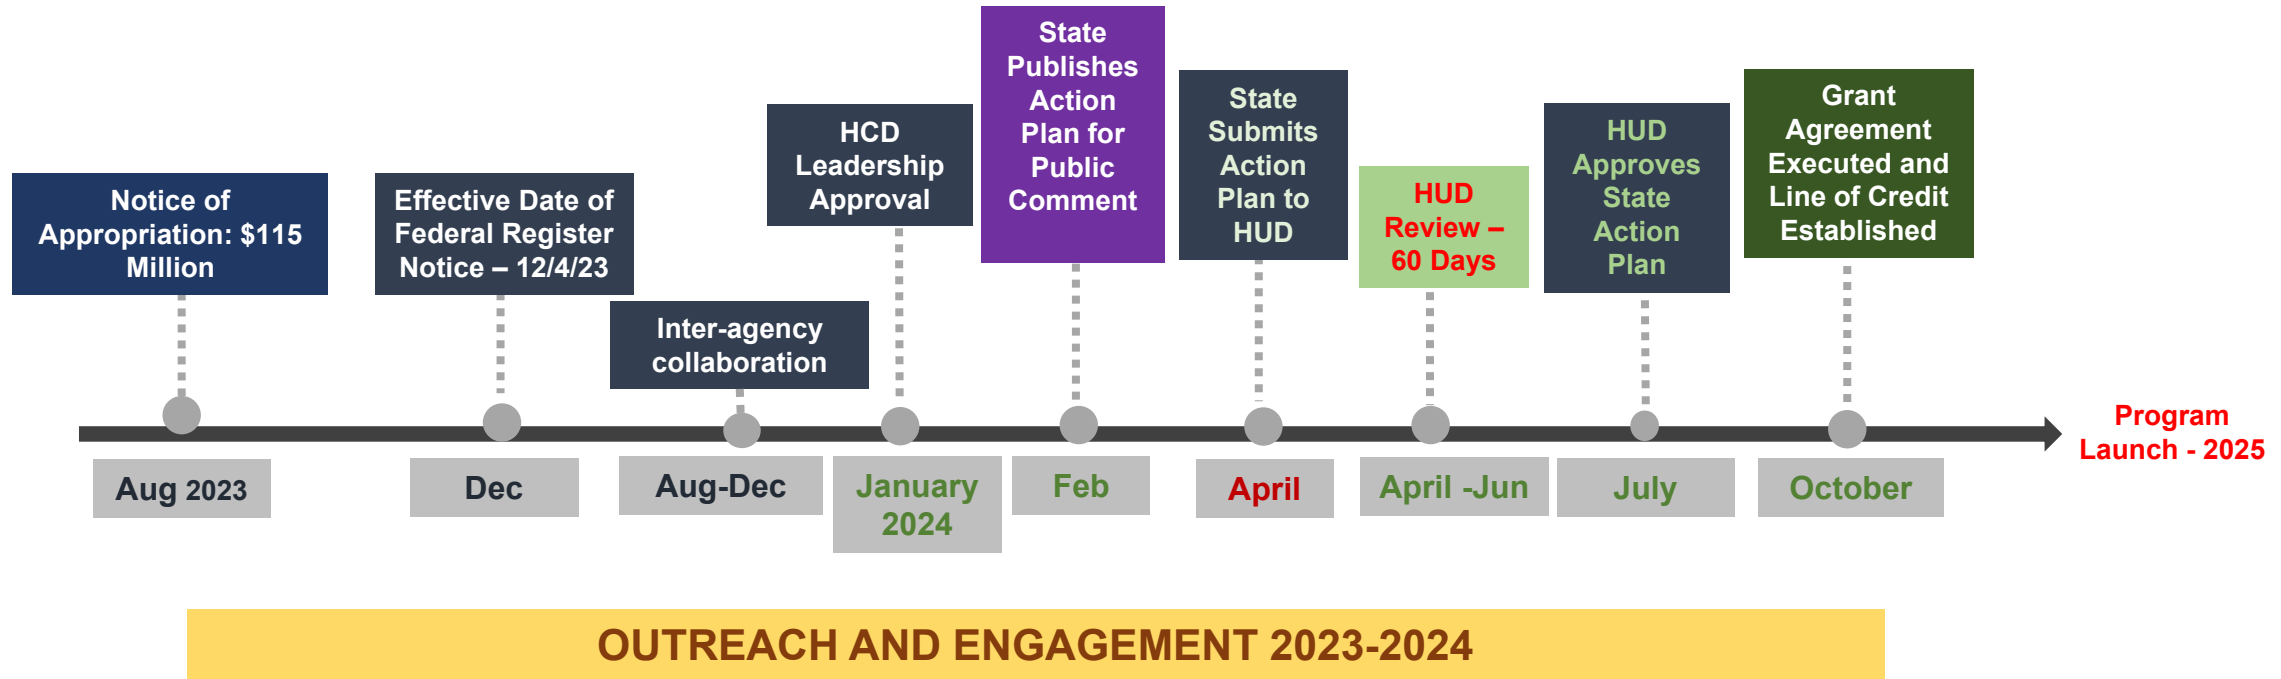 Notice of
Appropriation: $115
Million
Effective Date of
Federal Register
Notice – 12/4/23
Inter-agency
collaboration
HCD
Leadership
Approval
State
Publishes
Action
Plan for
Public
Comment
State
Submits
Action
Plan to
HUD
HUD
Review –
60 Days
HUD
Approves
State
Action
Plan
Grant
Agreement
Executed and
Line of Credit
Established
Program
Launch - 2025
Aug 2023
Dec
Aug-Dec
January
2024
Feb
April
April -Jun
July
October
OUTREACH AND ENGAGEMENT 2023-2024